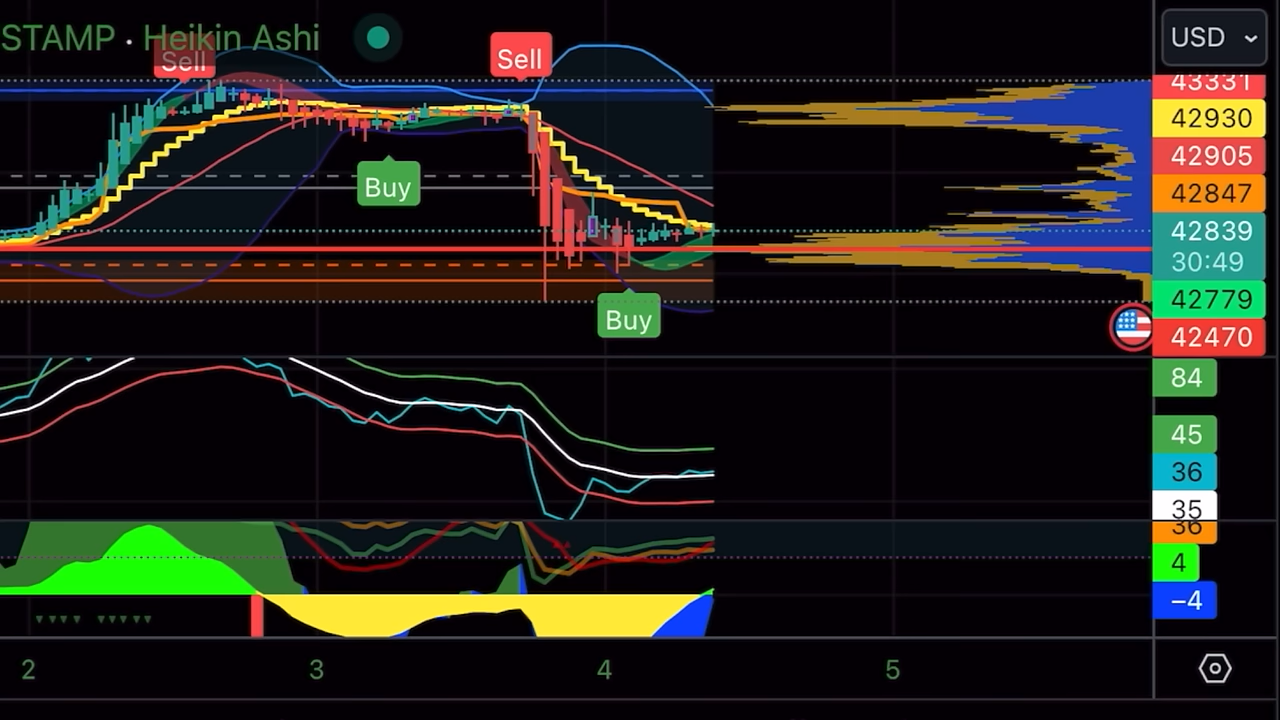 STAMP · Heikin Ashi
USD
Sell
Sell
Buy
Buy
43331
42930
42905
42847
42839
30:49
42779
42470
84
45
36
35
36
4
−4
2 3 4 5